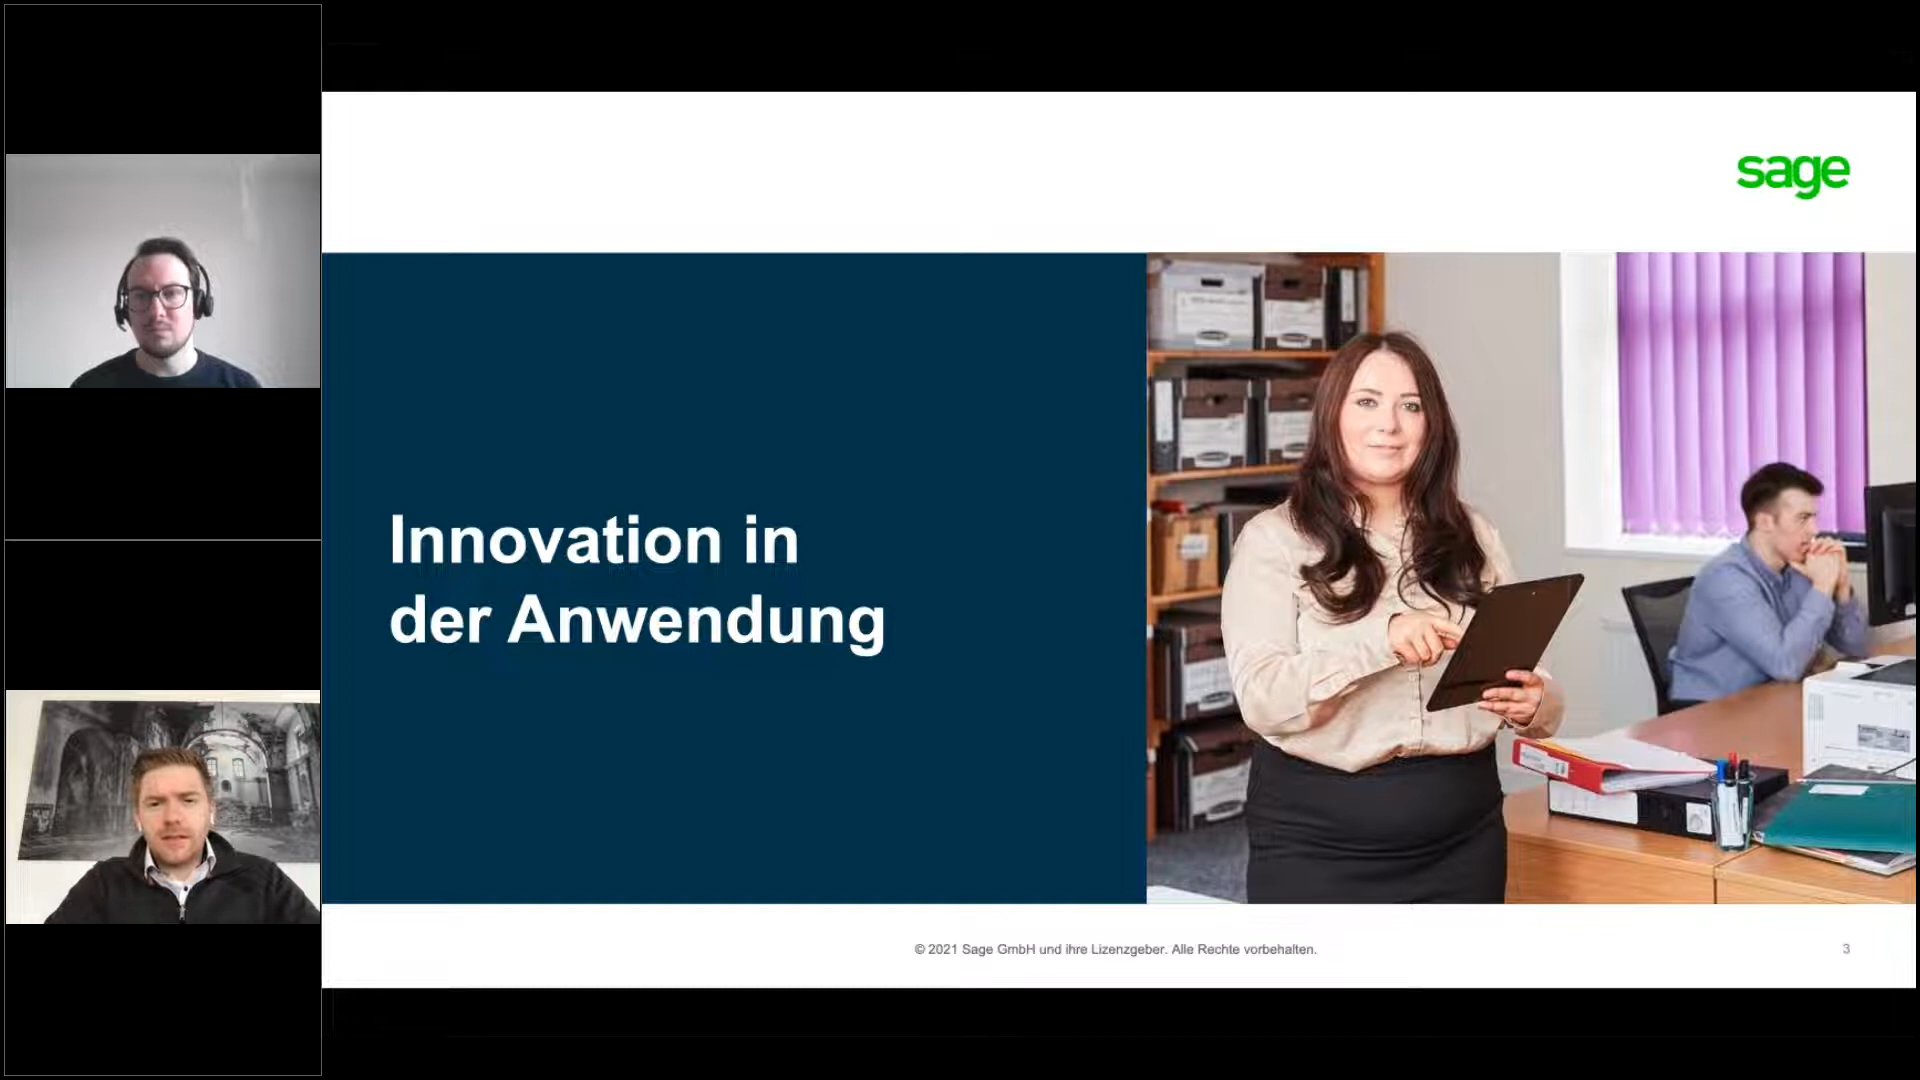 sage
Innovation in
der Anwendung
© 2021 Sage GmbH und ihre Lizenzgeber. Alle Rechte vorbehalten.
3